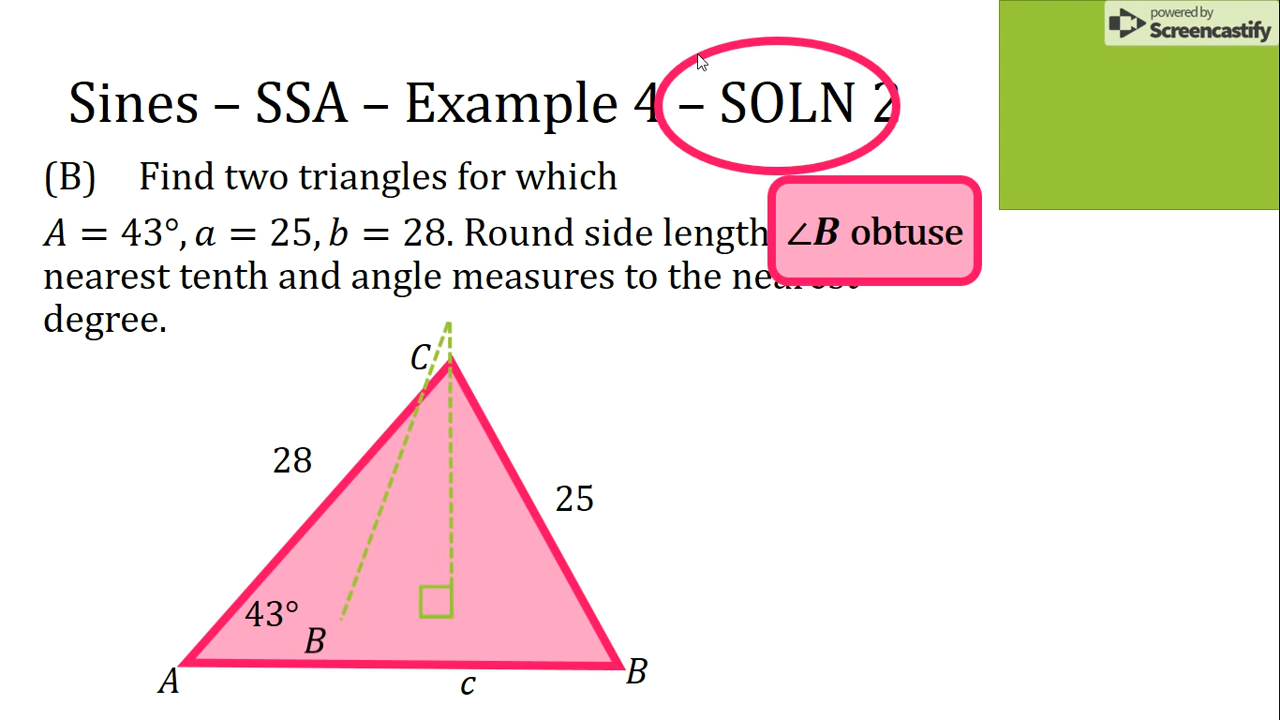 powered by
Screencastify
Sines – SSA – Example 4 – SOLN 2
(B) Find two triangles for which
A = 43°, a = 25, b = 28. Round side length
∠B obtuse
nearest tenth and angle measures to the nearest
degree.
C
28
25
43°
B
A
c
B